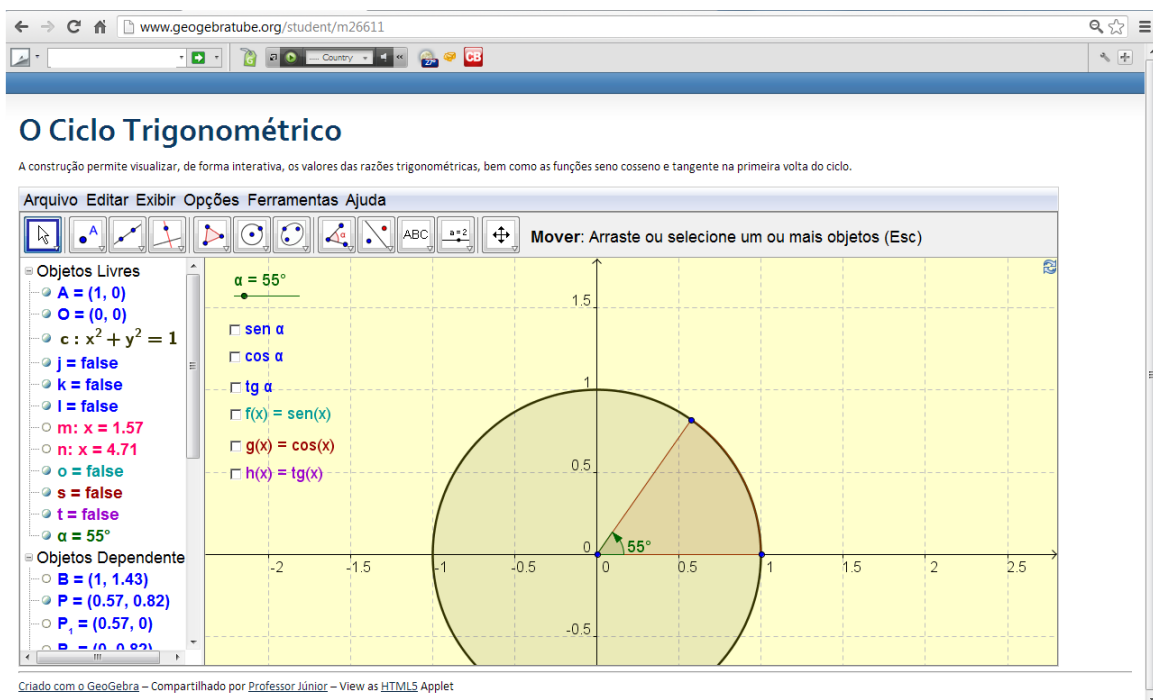 www.geogebratube.org/student/m26611
Country
27°
CB
O Ciclo Trigonométrico
A construção permite visualizar, de forma interativa, os valores das razões trigonométricas, bem como as funções seno cosseno e tangente na primeira volta do ciclo.
Arquivo Editar Exibir Opções Ferramentas Ajuda
A
ABC
a=2
Mover: Arraste ou selecione um ou mais objetos (Esc)
Objetos Livres
A = (1, 0)
O = (0, 0)
c : x² + y² = 1
j = false
k = false
l = false
m: x = 1.57
n: x = 4.71
o = false
s = false
t = false
α = 55°
Objetos Dependente
B = (1, 1.43)
P = (0.57, 0.82)
P₁ = (0.57, 0)
α = 55°
sen α
cos α
tg α
f(x) = sen(x)
g(x) = cos(x)
h(x) = tg(x)
1.5
1
0.5
0
55°
-2 -1.5 -1 -0.5 0 0.5 1 1.5 2 2.5
-0.5
Criado com o GeoGebra – Compartilhado por Professor Júnior – View as HTML5 Applet